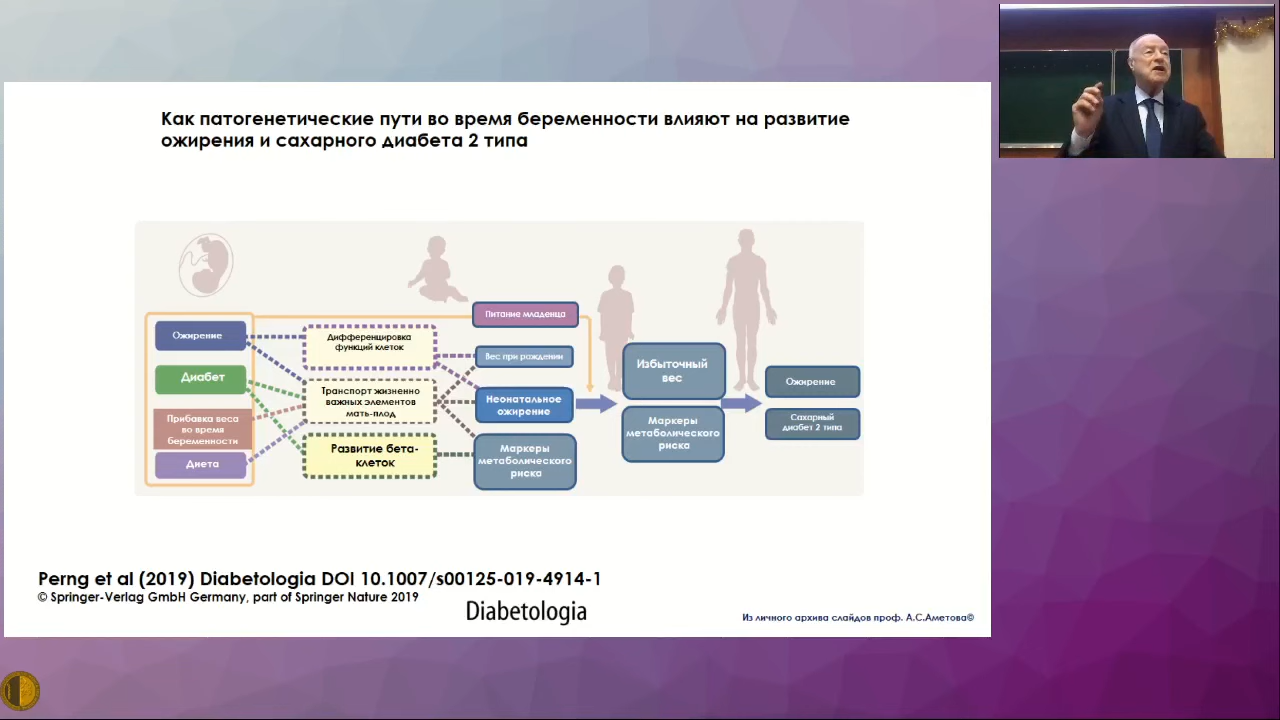 Как патогенетические пути во время беременности влияют на развитие
ожирения и сахарного диабета 2 типа
Ожирение
Диабет
Прибавка веса
во время
беременности
Диета
Дифференцировка
функций клеток
Транспорт жизненно
важных элементов
мать-плод
Развитие бета-
клеток
Питание младенца
Вес при рождении
Неонатальное
ожирение
Маркеры
метаболического
риска
Избыточный
вес
Маркеры
метаболического
риска
Ожирение
Сахарный
диабет 2 типа
Perng et al (2019) Diabetologia DOI 10.1007/s00125-019-4914-1
© Springer-Verlag GmbH Germany, part of Springer Nature 2019
Diabetologia
Из личного архива слайдов проф. А.С.Аметова©